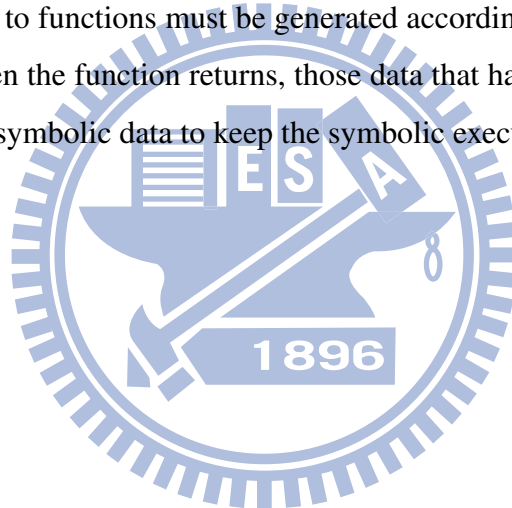 to functions must be generated accordin
en the function returns, those data that ha
symbolic data to keep the symbolic exec
E S A
1896